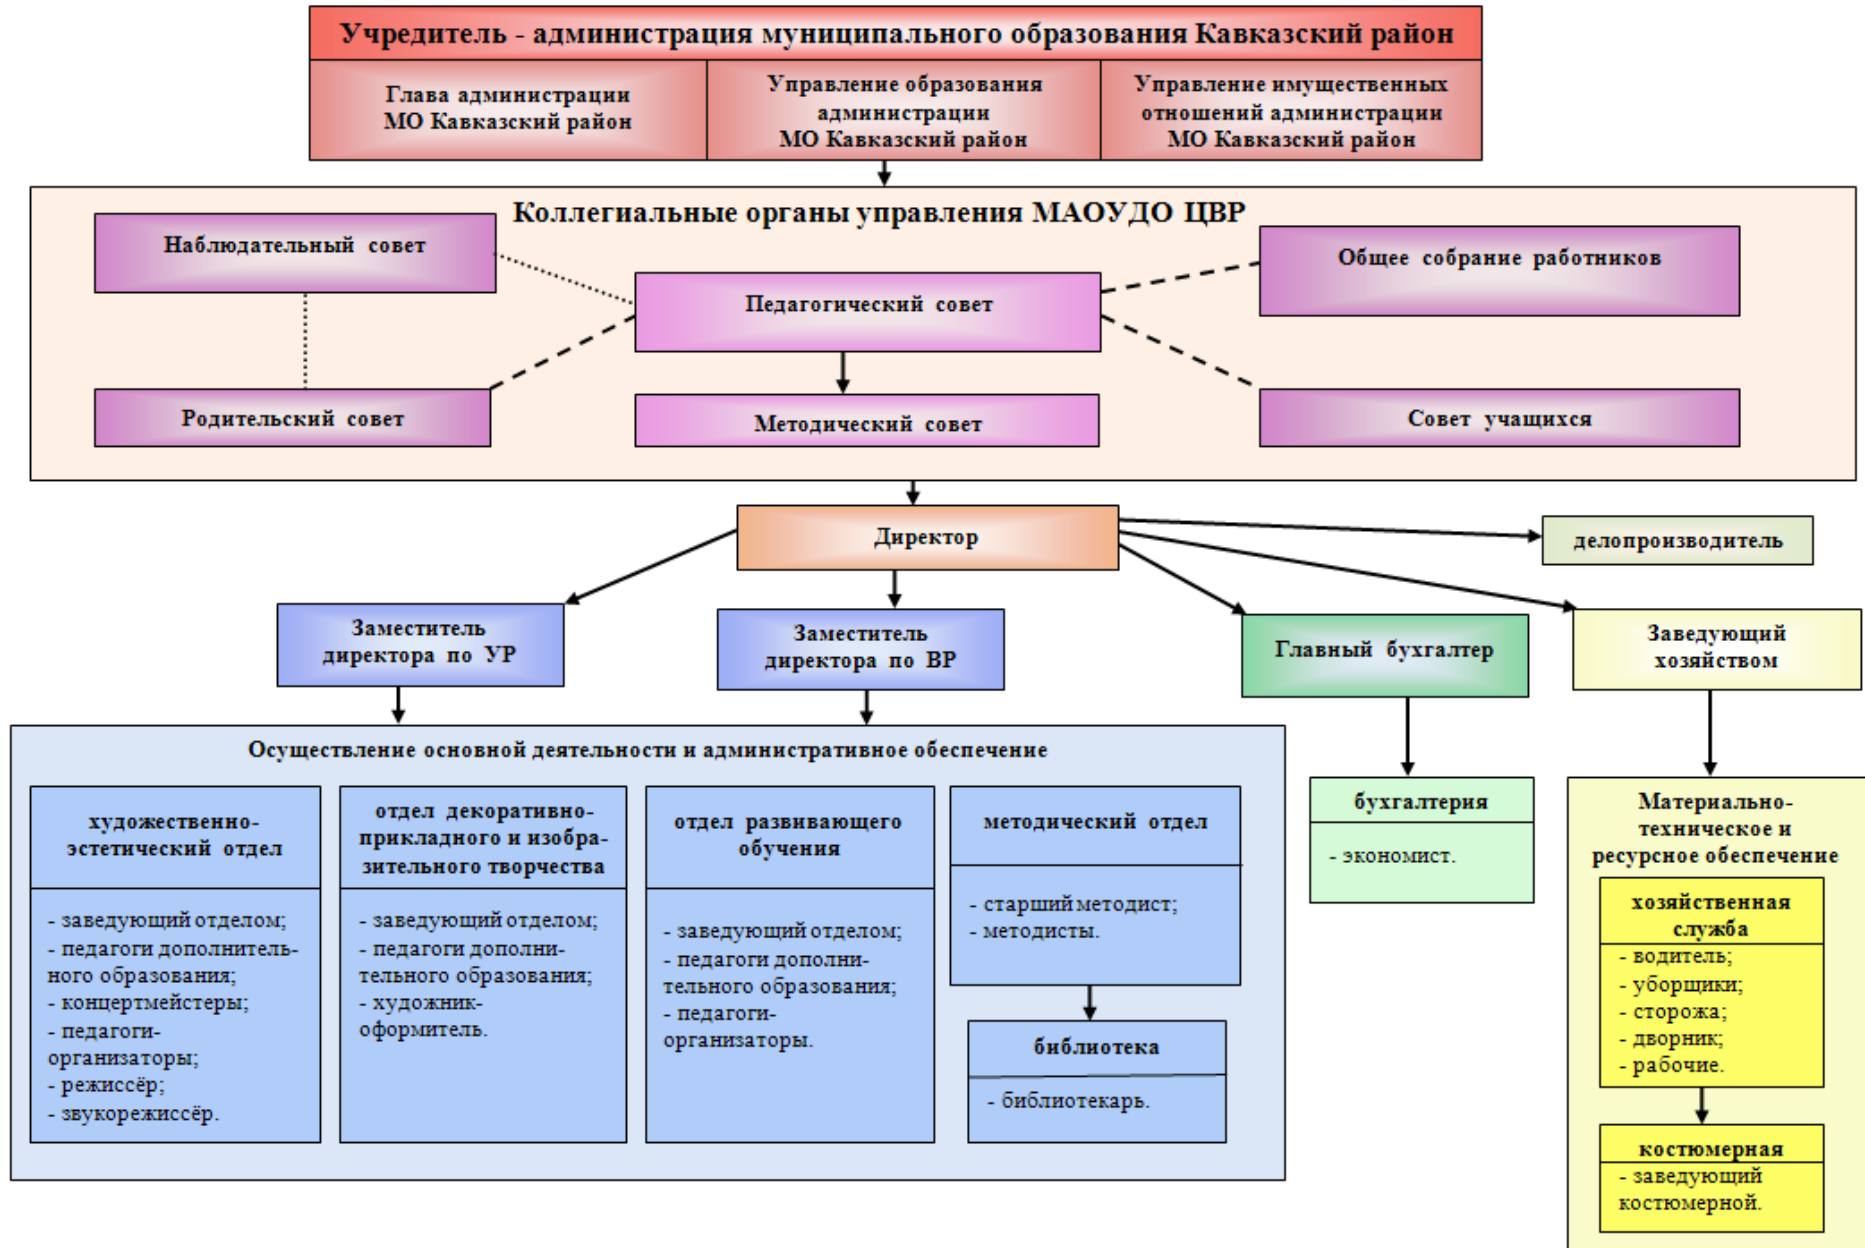 Учредитель - администрация муниципального образования Кавказский район
Глава администрации
МО Кавказский район
Управление образования
администрации
МО Кавказский район
Управление имущественных
отношений администрации
МО Кавказский район
Коллегиальные органы управления МАОУДО ЦВР
Наблюдательный совет
Общее собрание работников
Педагогический совет
Родительский совет
Методический совет
Совет учащихся
Директор
делопроизводитель
Заместитель
директора по УР
Заместитель
директора по ВР
Главный бухгалтер
Заведующий
хозяйством
Осуществление основной деятельности и административное обеспечение
художественно-
эстетический отдел
- заведующий отделом;
- педагоги дополнитель-
ного образования;
- концертмейстеры;
- педагоги-
организаторы;
- режиссёр;
- звукорежиссёр.
отдел декоративно-
прикладного и изобра-
зительного творчества
- заведующий отделом;
- педагоги дополни-
тельного образования;
- художник-
оформитель.
отдел развивающего
обучения
- заведующий отделом;
- педагоги дополни-
тельного образования;
- педагоги-
организаторы.
методический отдел
- старший методист;
- методисты.
библиотека
- библиотекарь.
бухгалтерия
- экономист.
Материально-
техническое и
ресурсное обеспечение
хозяйственная
служба
- водитель;
- уборщики;
- сторожа;
- дворник;
- рабочие.
костюмерная
- заведующий
костюмерной.